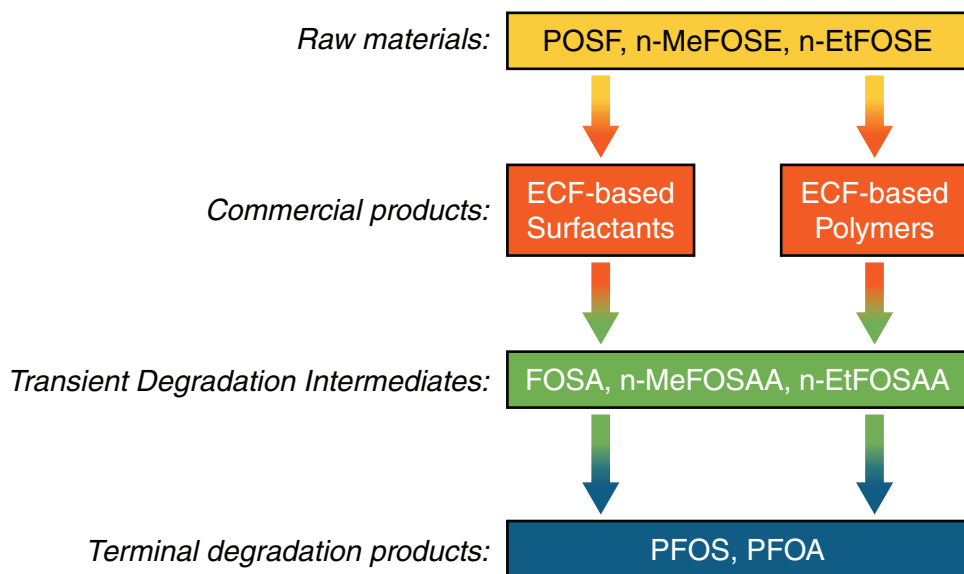 Raw materials: POSF, n-MeFOSE, n-EtFOSE
Commercial products:
ECF-based
Surfactants
ECF-based
Polymers
Transient Degradation Intermediates: FOSA, n-MeFOSAA, n-EtFOSAA
Terminal degradation products: PFOS, PFOA